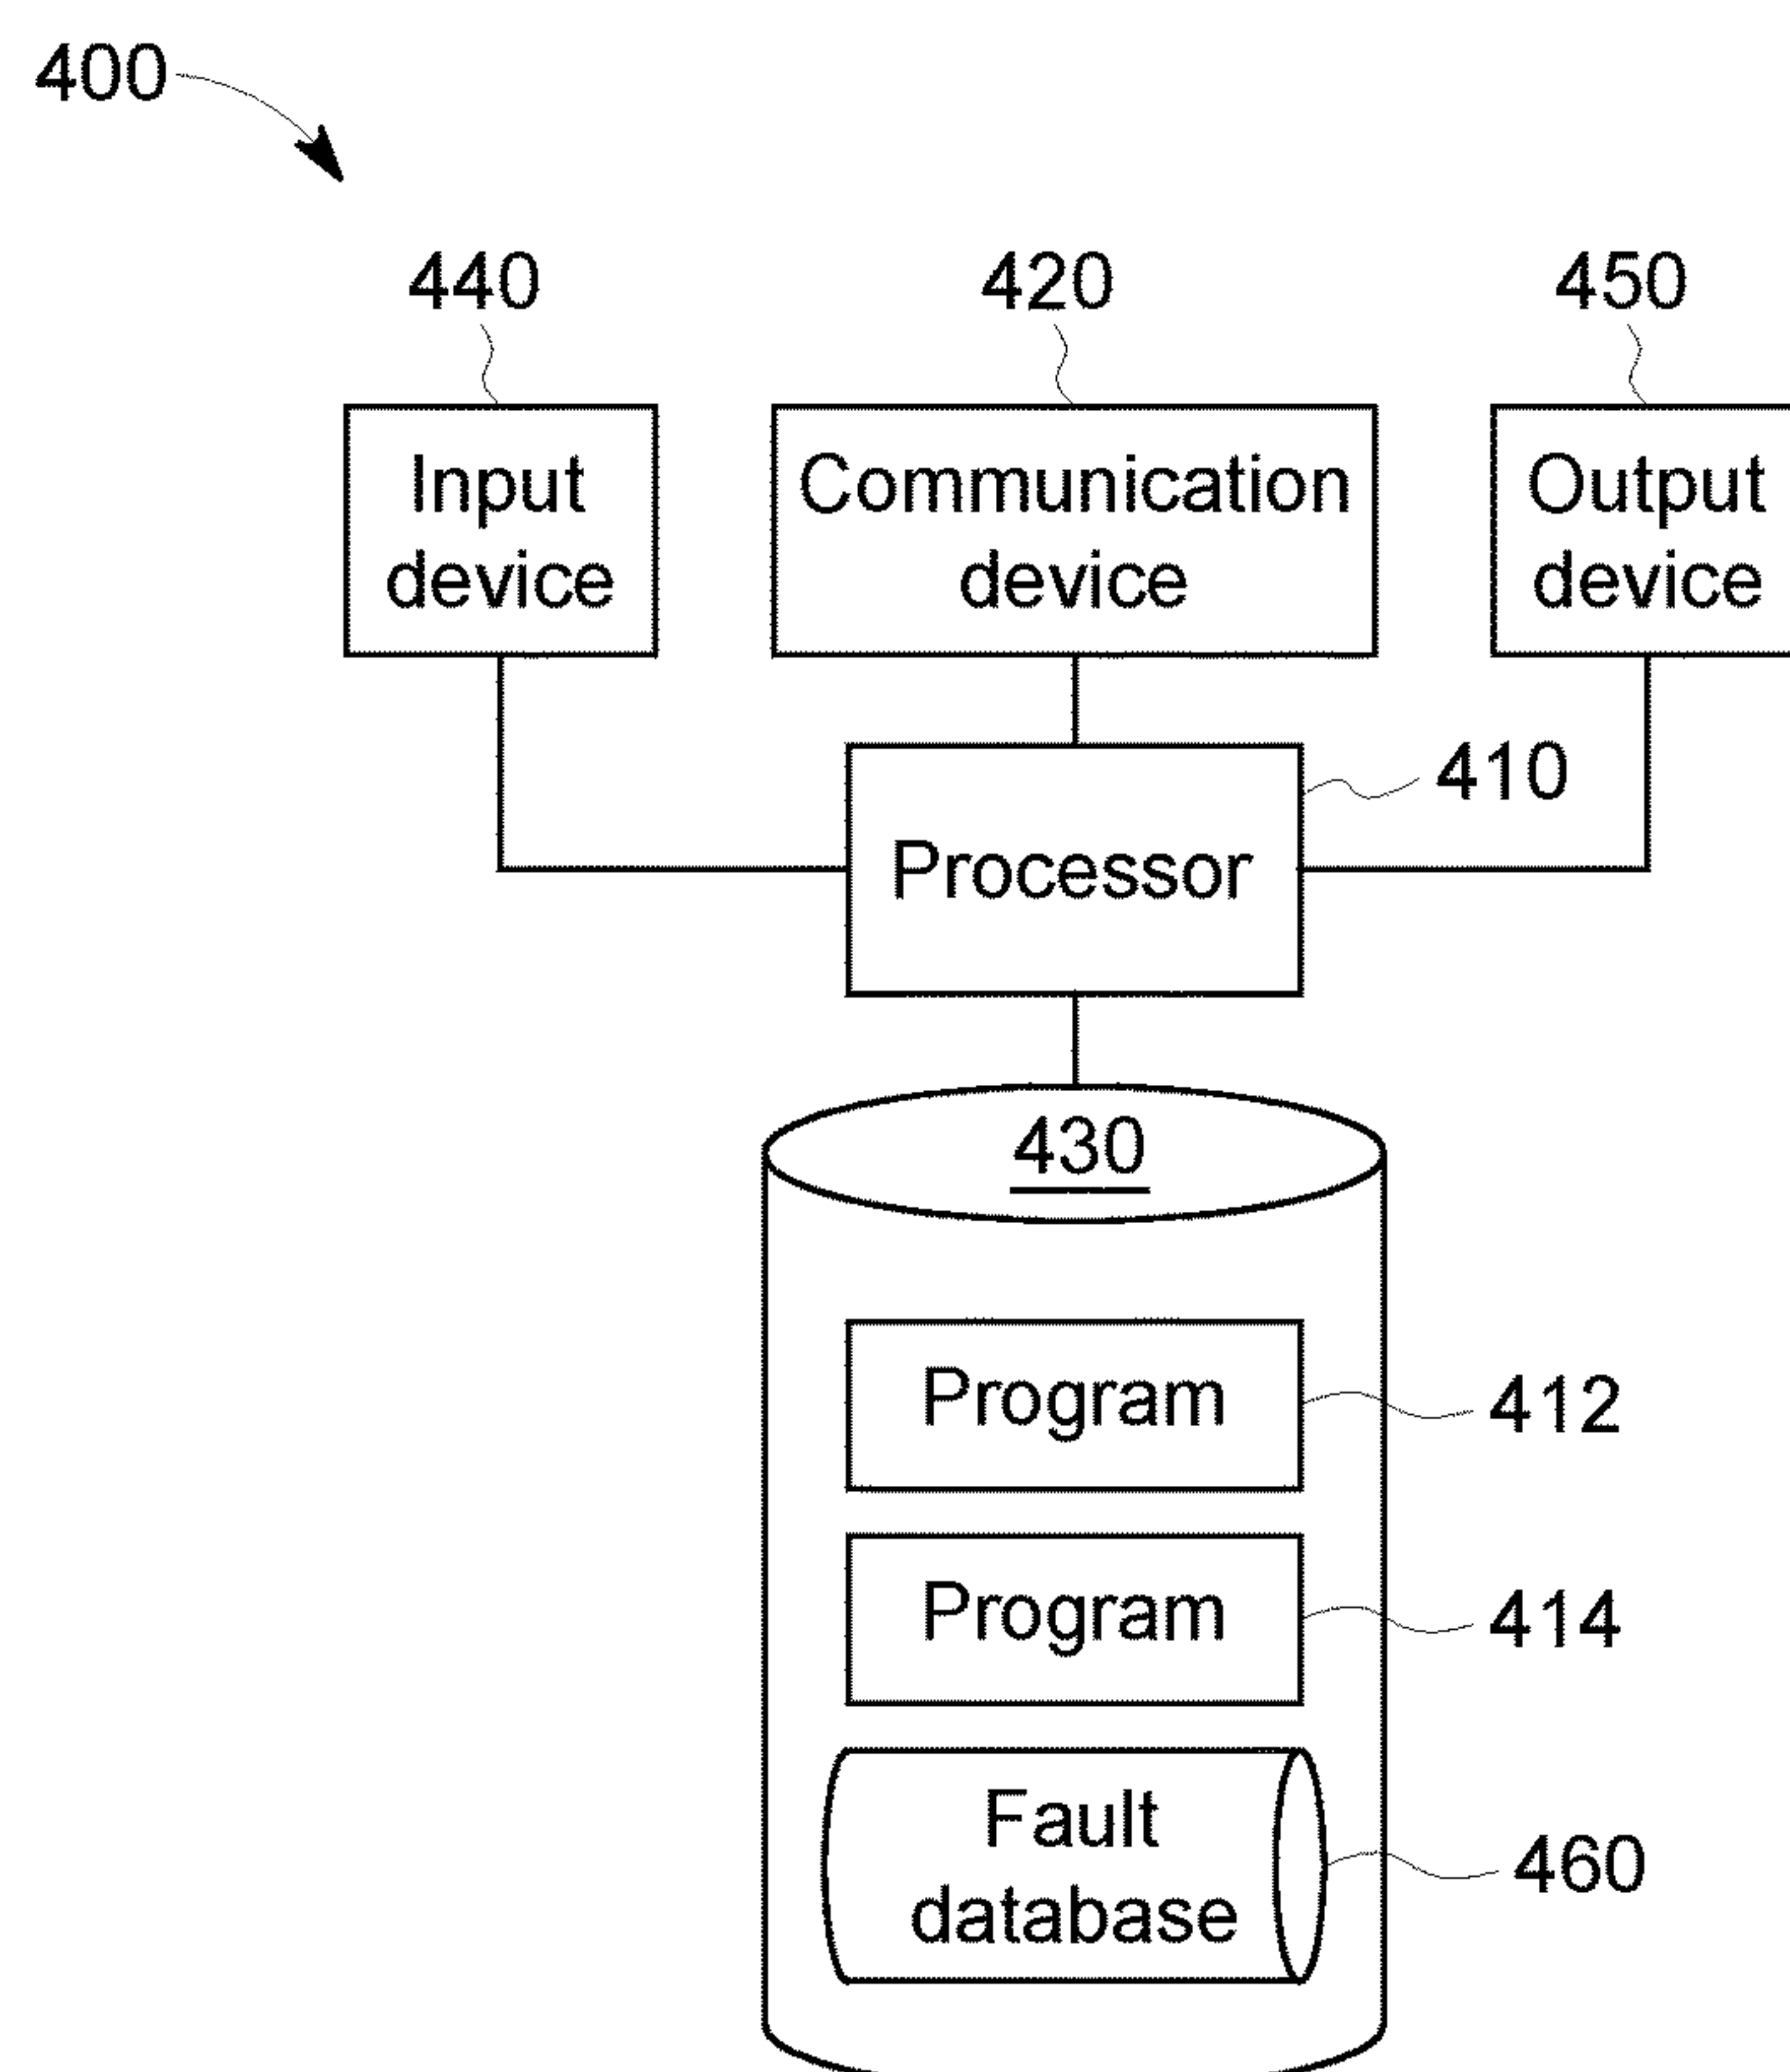 400
440
420
450
Input
device
Communication
device
Output
device
410
Processor
430
Program
412
Program
414
Fault
database
460